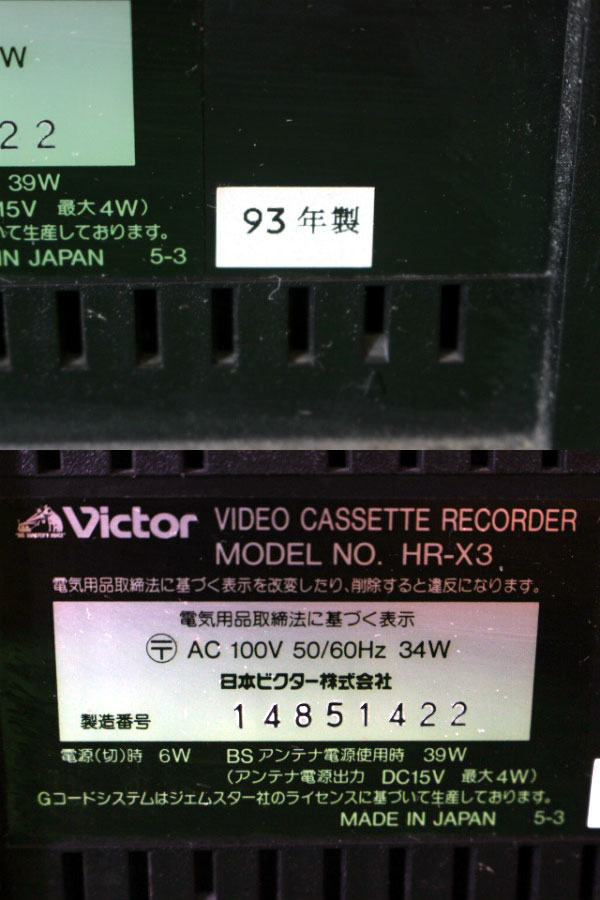 W
22
39W
15V 最大4W)
いて生産しております。
IN JAPAN 5-3
93年製
Victor VIDEO CASSETTE RECORDER
MODEL NO. HR-X3
電気用品取締法に基づく表示を改変したり、削除すると違反になります。
電気用品取締法に基づく表示
〒 AC 100V 50/60Hz 34W
日本ビクター株式会社
製造番号 14851422
電源(切)時 6W BSアンテナ電源使用時 39W
(アンテナ電源出力 DC15V 最大4W)
Gコードシステムはジェムスター社のライセンスに基づいて生産しております。
MADE IN JAPAN 5-3